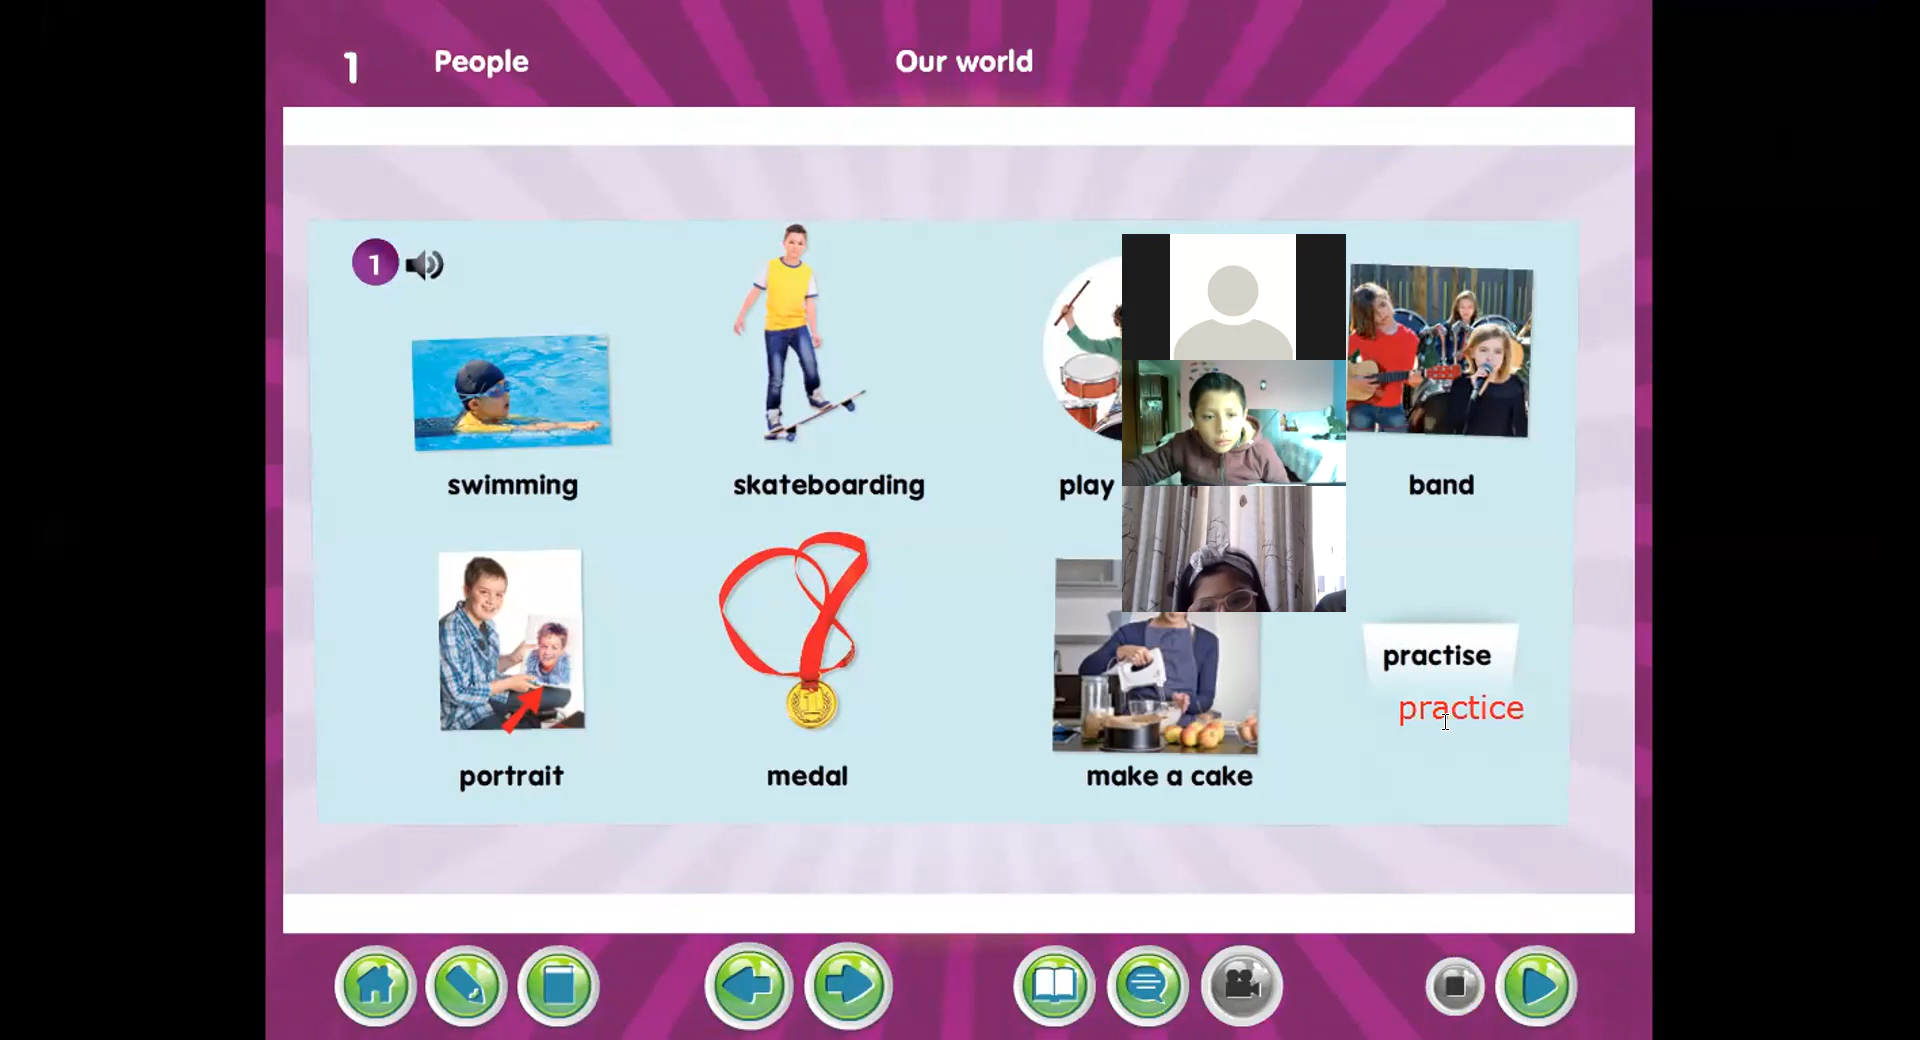 1 People Our world
1
swimming skateboarding play band
practise
practice
portrait medal make a cake